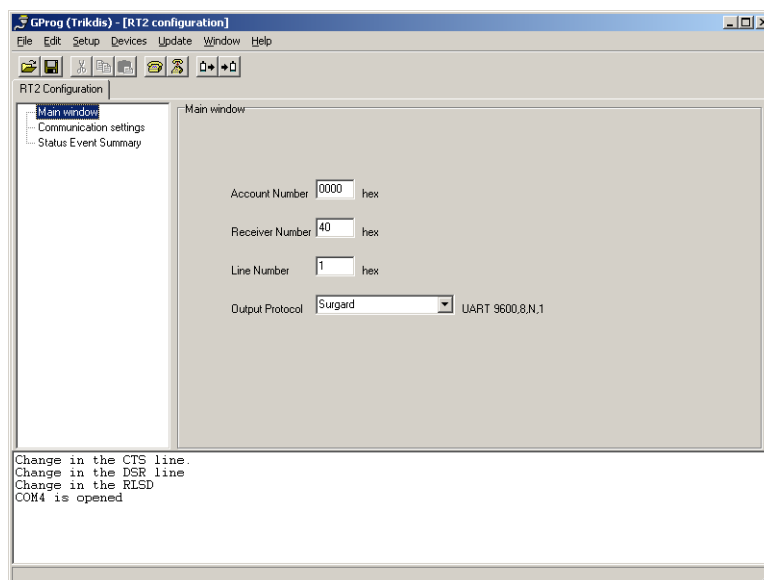 GProg (Trikdis) - [RT2 configuration]
File Edit Setup Devices Update Window Help
RT2 Configuration
Main window
Communication settings
Status Event Summary
Main window
Account Number 0000 hex
Receiver Number 40 hex
Line Number 1 hex
Output Protocol Surgard UART 9600,8,N,1
Change in the CTS line.
Change in the DSR line
Change in the RLSD
COM4 is opened